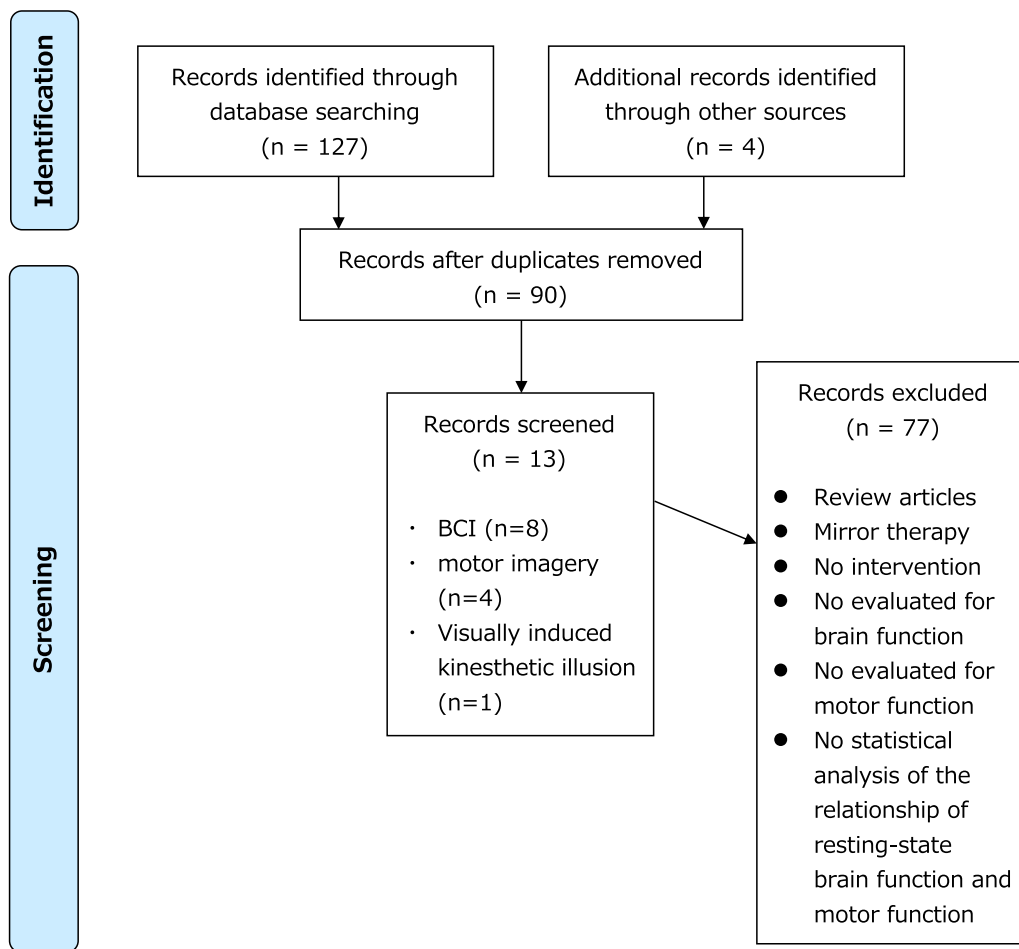 Identification
Records identified through
database searching
(n = 127)
Additional records identified
through other sources
(n = 4)
Records after duplicates removed
(n = 90)
Screening
Records screened
(n = 13)
・ BCI (n=8)
・ motor imagery
(n=4)
・ Visually induced
kinesthetic illusion
(n=1)
Records excluded
(n = 77)
● Review articles
● Mirror therapy
● No intervention
● No evaluated for
brain function
● No evaluated for
motor function
● No statistical
analysis of the
relationship of
resting-state
brain function and
motor function